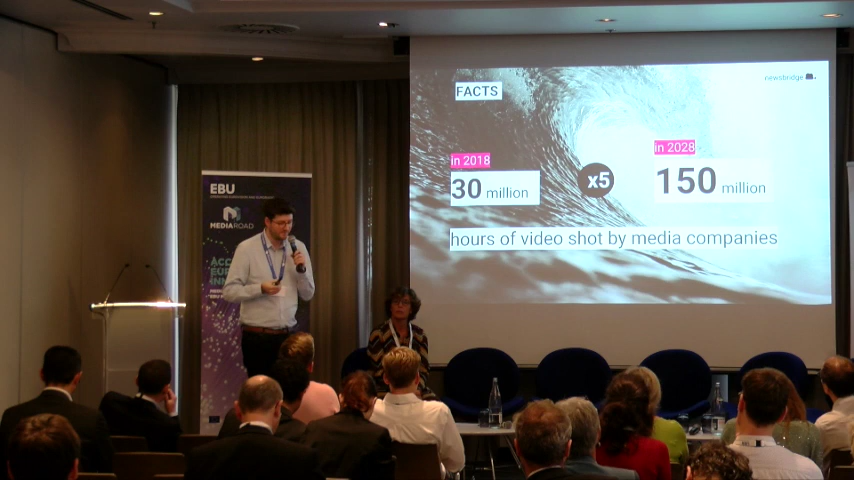 newsbridge
FACTS
in 2018
30 million
x5
in 2028
150 million
hours of video shot by media companies
EBU
MEDIAROAD